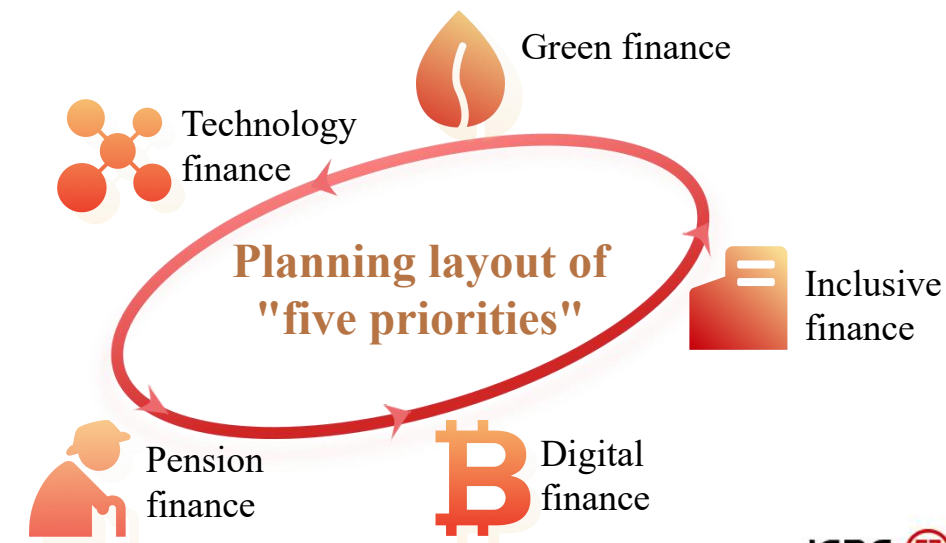 Green finance
Technology
finance
Planning layout of
"five priorities"
Inclusive
finance
Pension
finance
Digital
finance